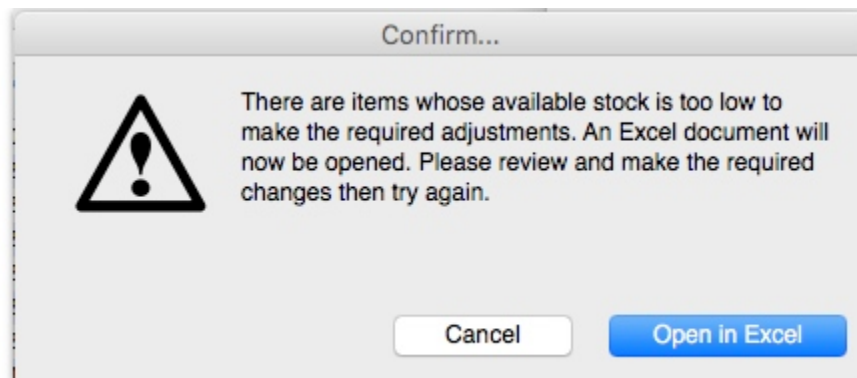 Confirm...
There are items whose available stock is too low to
make the required adjustments. An Excel document will
now be opened. Please review and make the required
changes then try again.
Cancel
Open in Excel